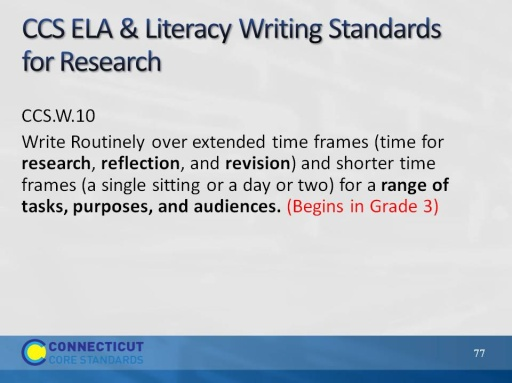 CCS ELA & Literacy Writing Standards
for Research
CCS.W.10
Write Routinely over extended time frames (time for
research, reflection, and revision) and shorter time
frames (a single sitting or a day or two) for a range of
tasks, purposes, and audiences. (Begins in Grade 3)
CONNECTICUT
CORE STANDARDS
77